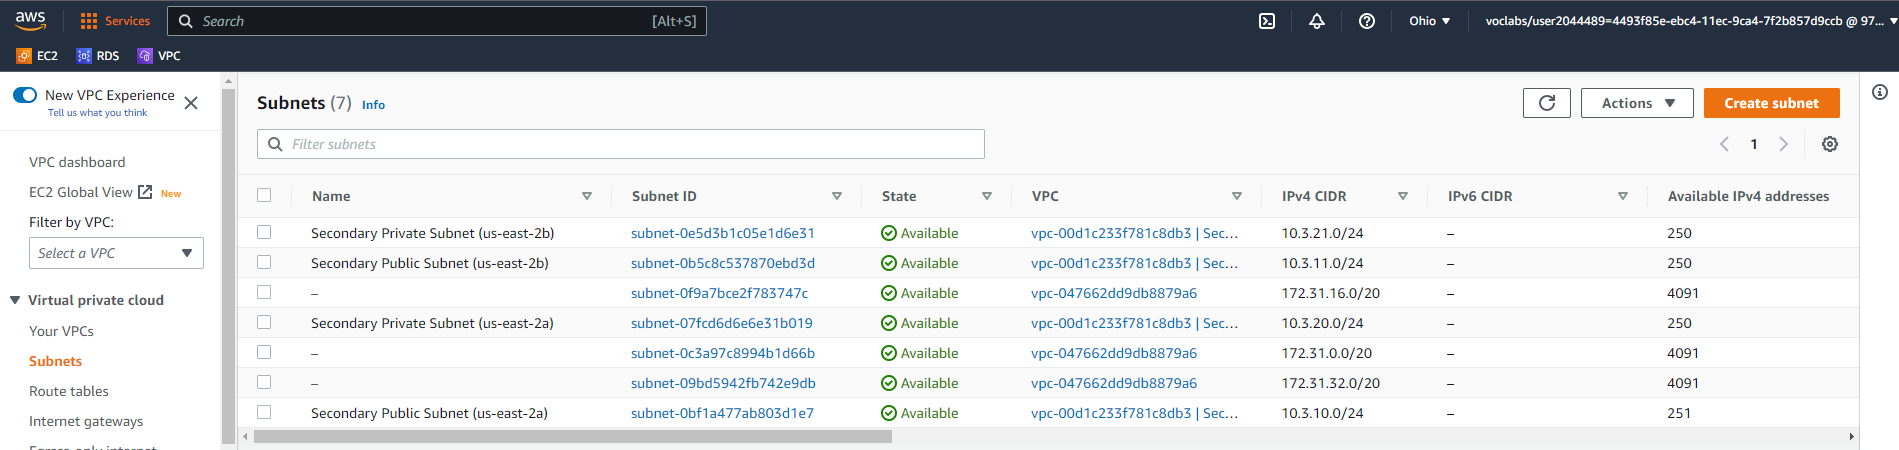 aws Services Search [Alt+S] Ohio voclabs/user2044489=4493f85e-ebc4-11ec-9ca4-7f2b857d9ccb @ 97...
EC2 RDS VPC
New VPC Experience
Tell us what you think
VPC dashboard
EC2 Global View New
Filter by VPC:
Select a VPC
Virtual private cloud
Your VPCs
Subnets
Route tables
Internet gateways
Subnets (7) Info Actions Create subnet
Filter subnets 1
Name Subnet ID State VPC IPv4 CIDR IPv6 CIDR Available IPv4 addresses
Secondary Private Subnet (us-east-2b) subnet-0e5d3b1c05e1d6e31 Available vpc-00d1c233f781c8db3 | Sec... 10.3.21.0/24 – 250
Secondary Public Subnet (us-east-2b) subnet-0b5c8c537870ebd3d Available vpc-00d1c233f781c8db3 | Sec... 10.3.11.0/24 – 250
– subnet-0f9a7bce2f783747c Available vpc-047662dd9db8879a6 172.31.16.0/20 – 4091
Secondary Private Subnet (us-east-2a) subnet-07fcd6d6e6e31b019 Available vpc-00d1c233f781c8db3 | Sec... 10.3.20.0/24 – 250
– subnet-0c3a97c8994b1d66b Available vpc-047662dd9db8879a6 172.31.0.0/20 – 4091
– subnet-09bd5942fb742e9db Available vpc-047662dd9db8879a6 172.31.32.0/20 – 4091
Secondary Public Subnet (us-east-2a) subnet-0bf1a477ab803d1e7 Available vpc-00d1c233f781c8db3 | Sec... 10.3.10.0/24 – 251